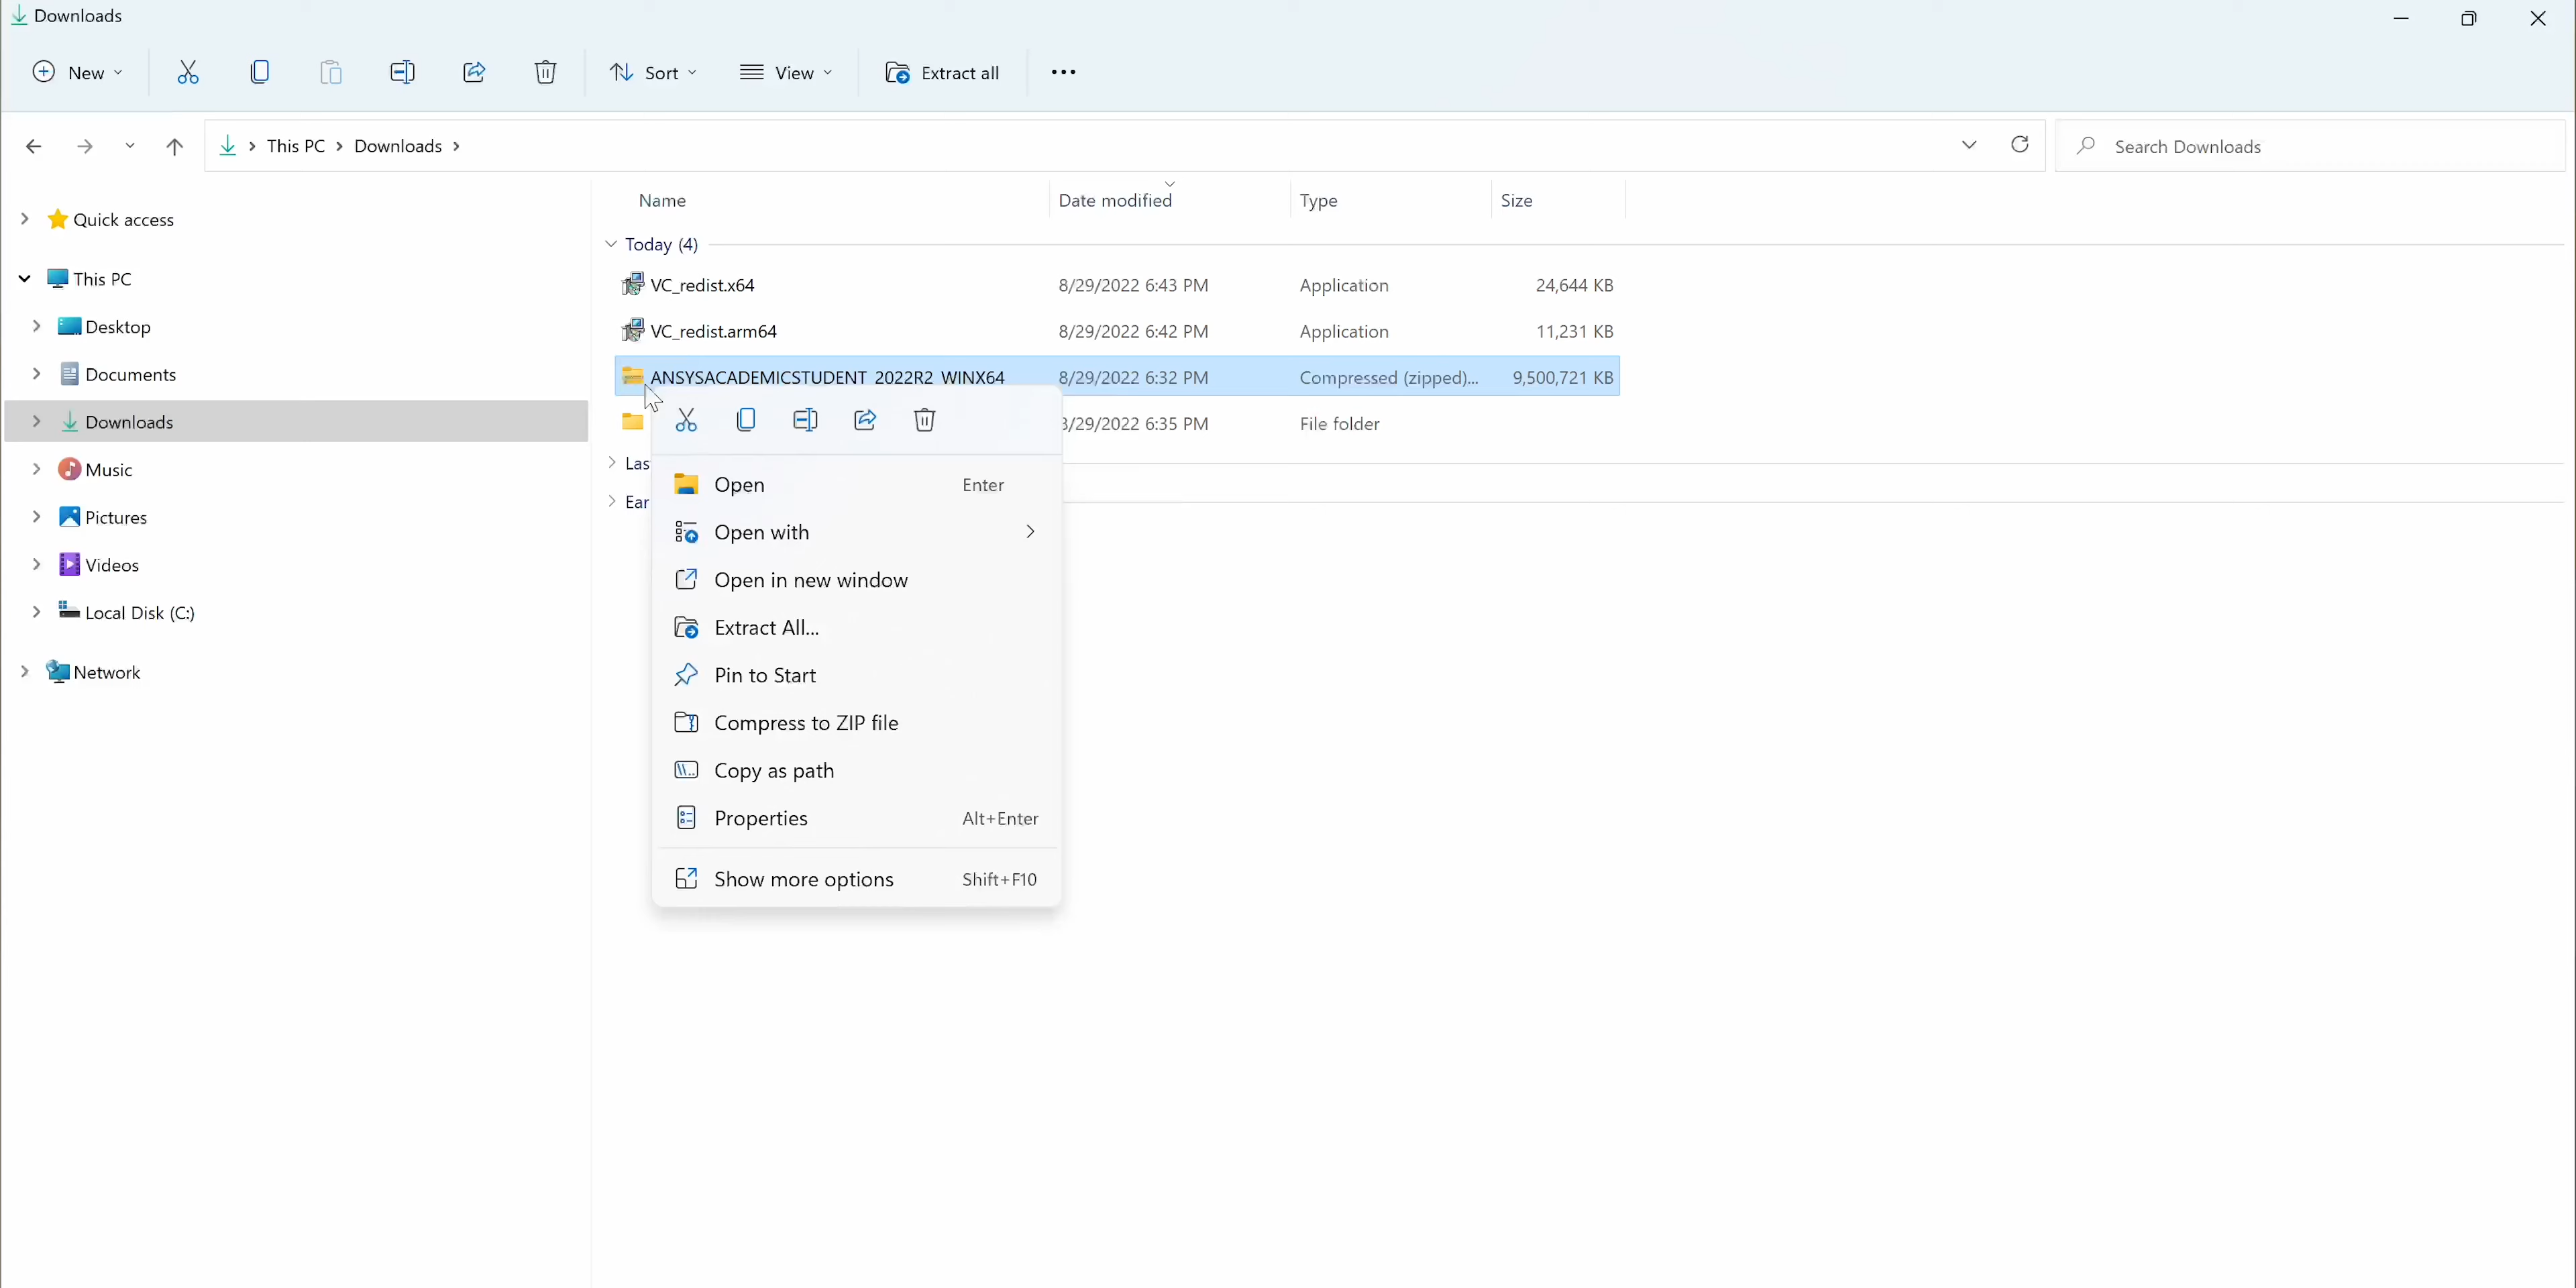 Downloads
New
Sort
View
Extract all
This PC > Downloads >
Search Downloads
Quick access
This PC
Desktop
Documents
Downloads
Music
Pictures
Videos
Local Disk (C:)
Network
Name Date modified Type Size
Today (4)
VC_redist.x64 8/29/2022 6:43 PM Application 24,644 KB
VC_redist.arm64 8/29/2022 6:42 PM Application 11,231 KB
ANSYSACADEMICSTUDENT_2022R2_WINX64 8/29/2022 6:32 PM Compressed (zipped)... 9,500,721 KB
/29/2022 6:35 PM File folder
Las
Ear
Open Enter
Open with
Open in new window
Extract All...
Pin to Start
Compress to ZIP file
Copy as path
Properties Alt+Enter
Show more options Shift+F10